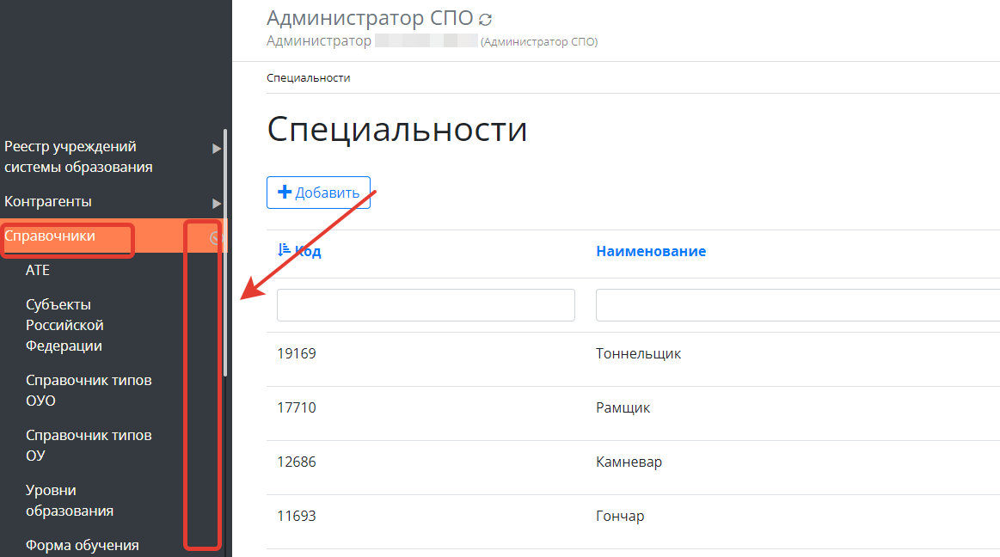 Администратор СПО
Администратор (Администратор СПО)
Специальности
Специальности
Добавить
Код Наименование
19169 Тоннельщик
17710 Рамщик
12686 Камневар
11693 Гончар
Реестр учреждений
системы образования
Контрагенты
Справочники
АТЕ
Субъекты
Российской
Федерации
Справочник типов
ОУО
Справочник типов
ОУ
Уровни
образования
Форма обучения